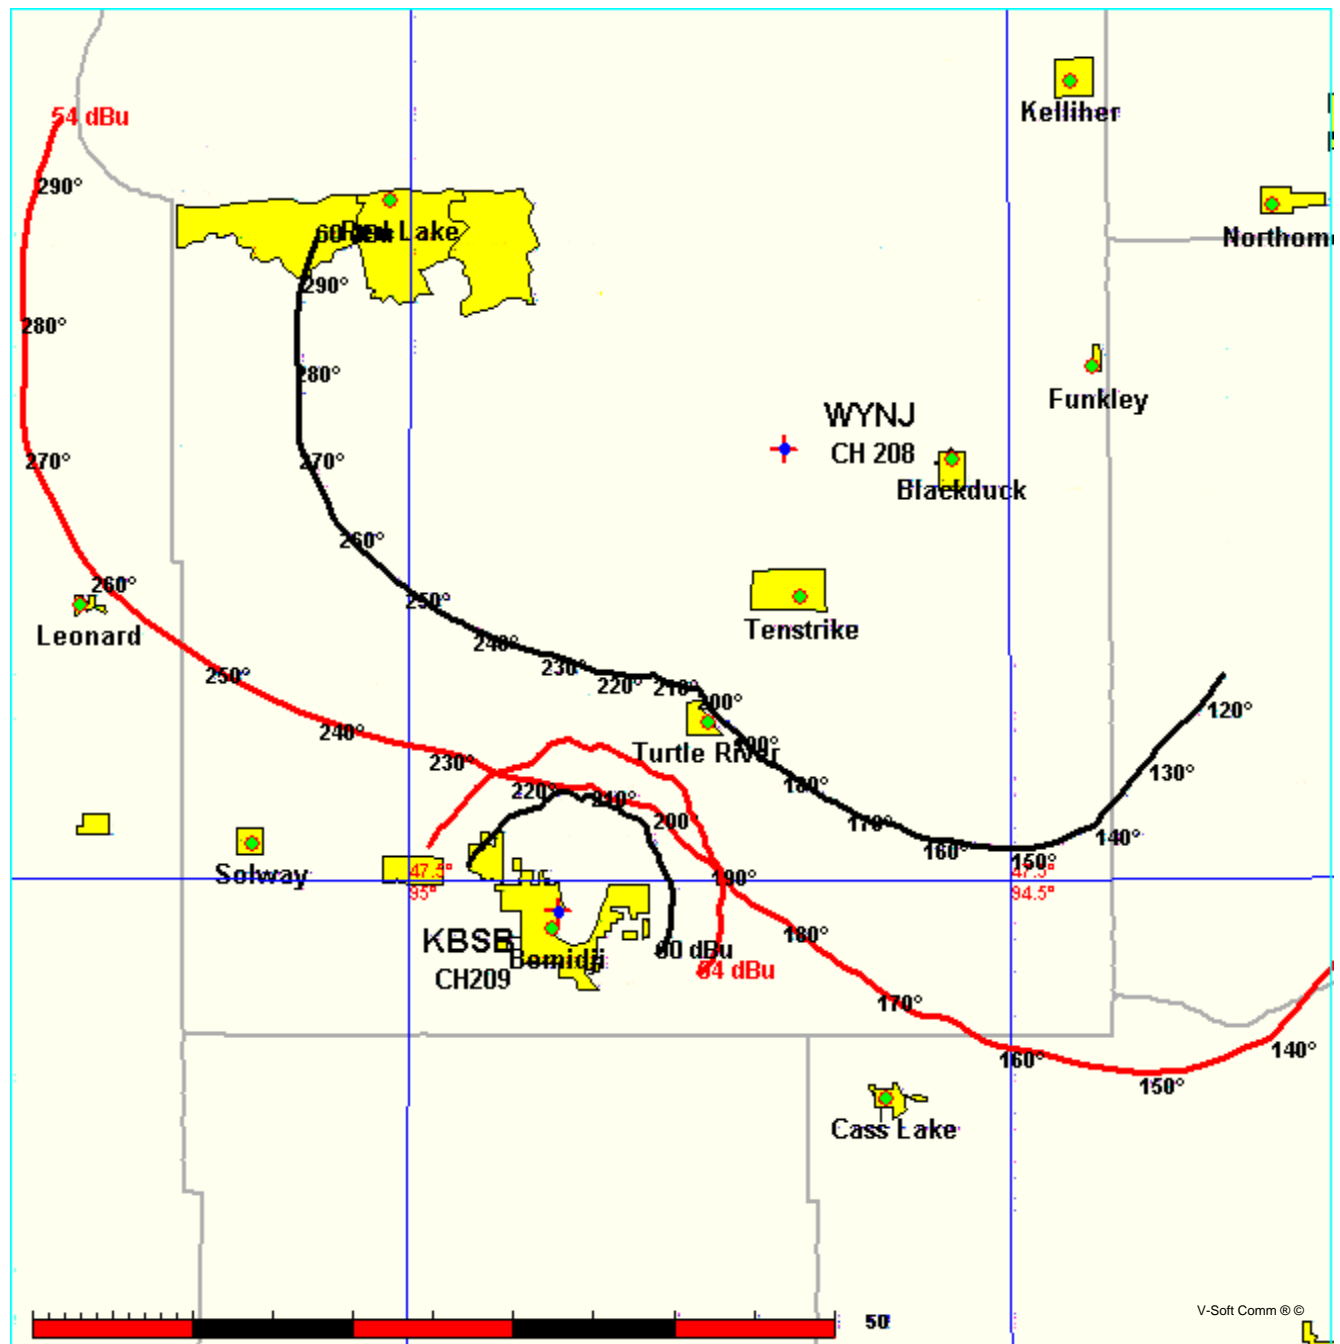 54 dBu
Kelliher
290°
Northome
60 dBu Red Lake
290°
280°
280°
Funkley
WYNJ
CH 208
270°
270°
Blackduck
260°
260°
250°
Leonard
Tenstrike
240°
230°
250°
220°
210°
200°
120°
240°
190°
Turtle River
230°
180°
130°
220°
210°
200
170°
140°
160°
150°
Solway
47.5°
47.5°
95°
190°
94.5°
180°
KBSB
Bemidji
60 dBu
CH209
54 dBu
170°
160°
140°
150°
Cass Lake
V-Soft Comm ® ©
50